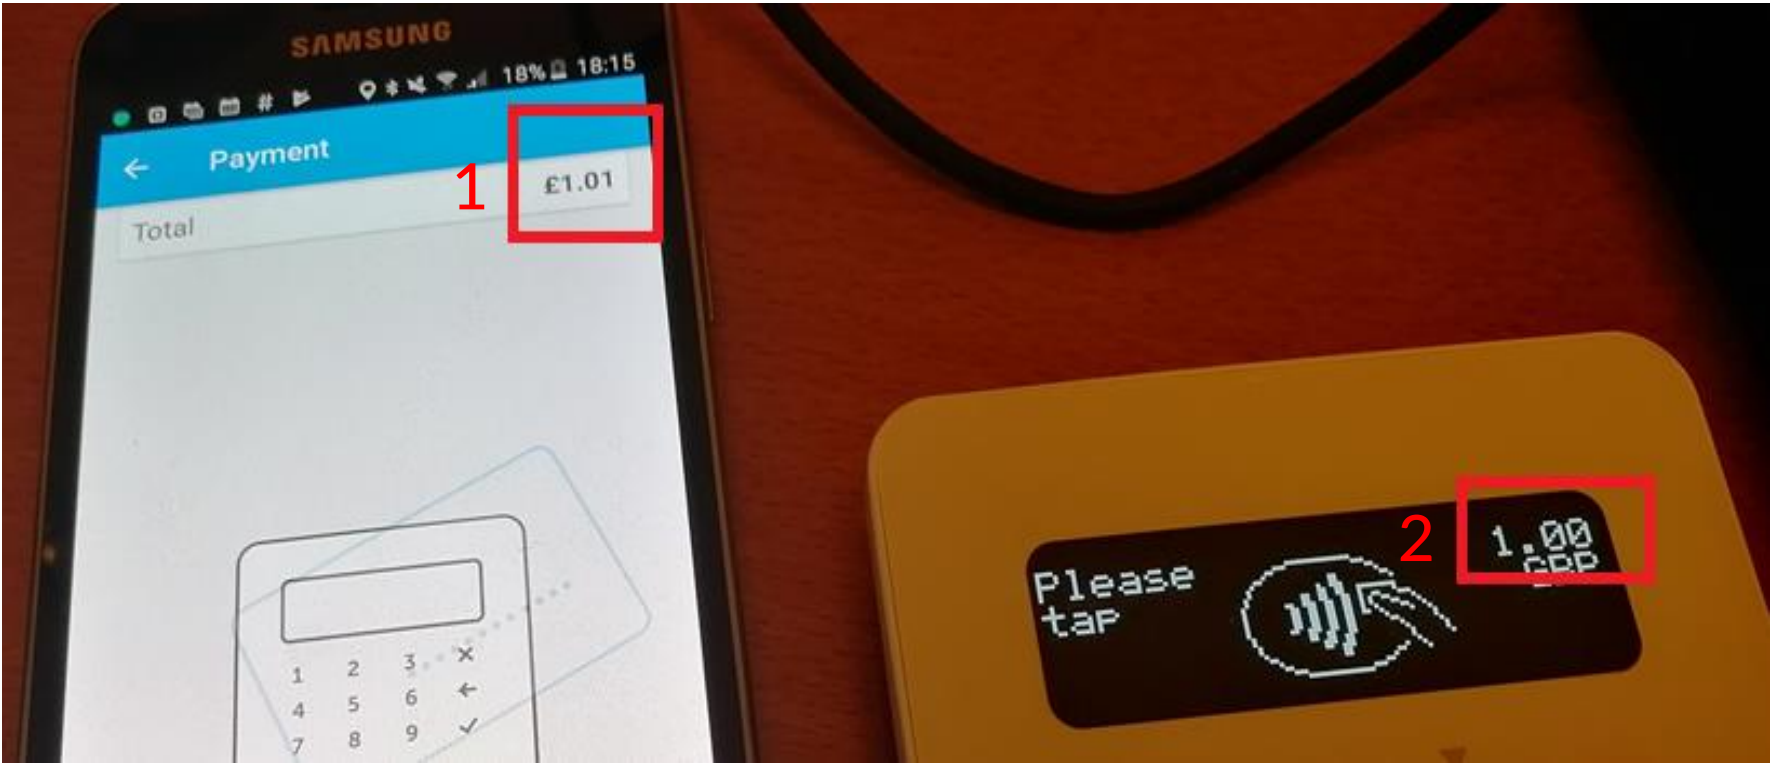 SAMSUNG
# 18% 18:15
← Payment
£1.01
1
Total
1 2 3 ×
4 5 6 ←
7 8 9 ✓
2
1.00
GBP
Please
tap